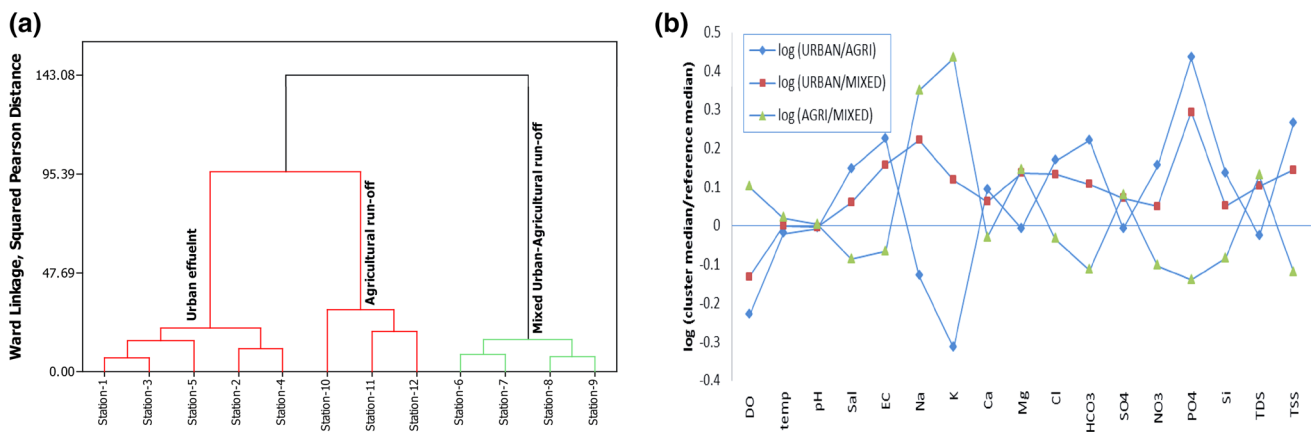 (a)
Ward Linkage, Squared Pearson Distance
143.08
95.39
47.69
0.00
Urban effueInt
Agricultural run-off
Mixed Urban-Agricultural run-off
Station-1
Station-3
Station-5
Station-2
Station-4
Station-10
Station-11
Station-12
Station-6
Station-7
Station-8
Station-9
(b)
log (cluster median/reference median)
0.5
0.4
0.3
0.2
0.1
0
-0.1
-0.2
-0.3
-0.4
log (URBAN/AGRI)
log (URBAN/MIXED)
log (AGRI/MIXED)
DO
temp
pH
Sal
EC
Na
K
Ca
Mg
Cl
HCO3
SO4
NO3
PO4
Si
TDS
TSS